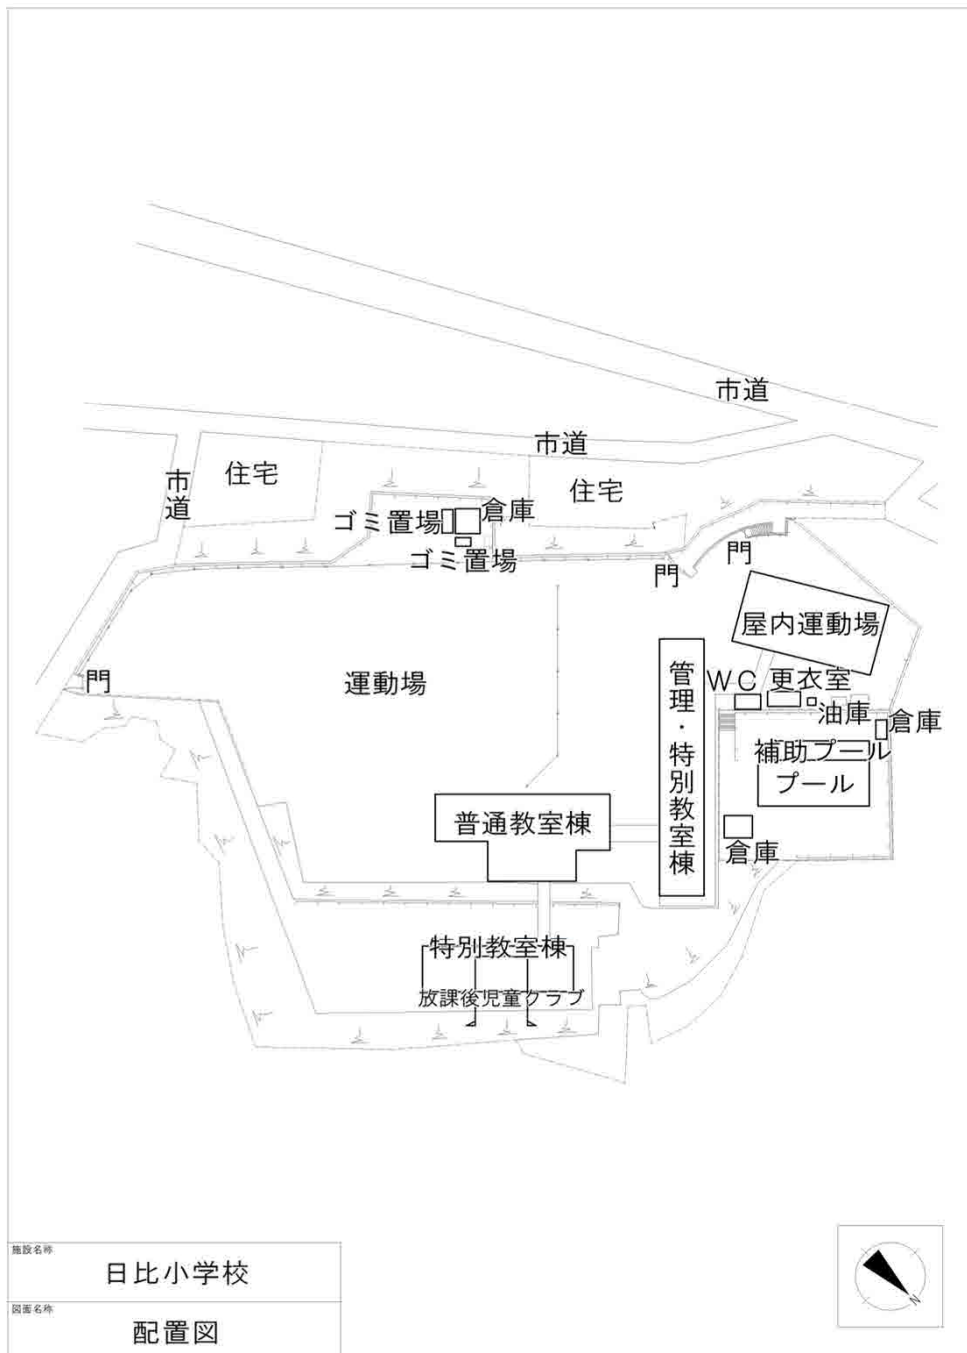 市道
市道
市道
住宅
住宅
ゴミ置場
倉庫
ゴミ置場
門
門
門
運動場
屋内運動場
管理・特別教室棟
WC
更衣室
油庫
倉庫
補助プール
プール
倉庫
普通教室棟
特別教室棟
放課後児童クラブ
施設名称
日比小学校
図面名称
配置図
N